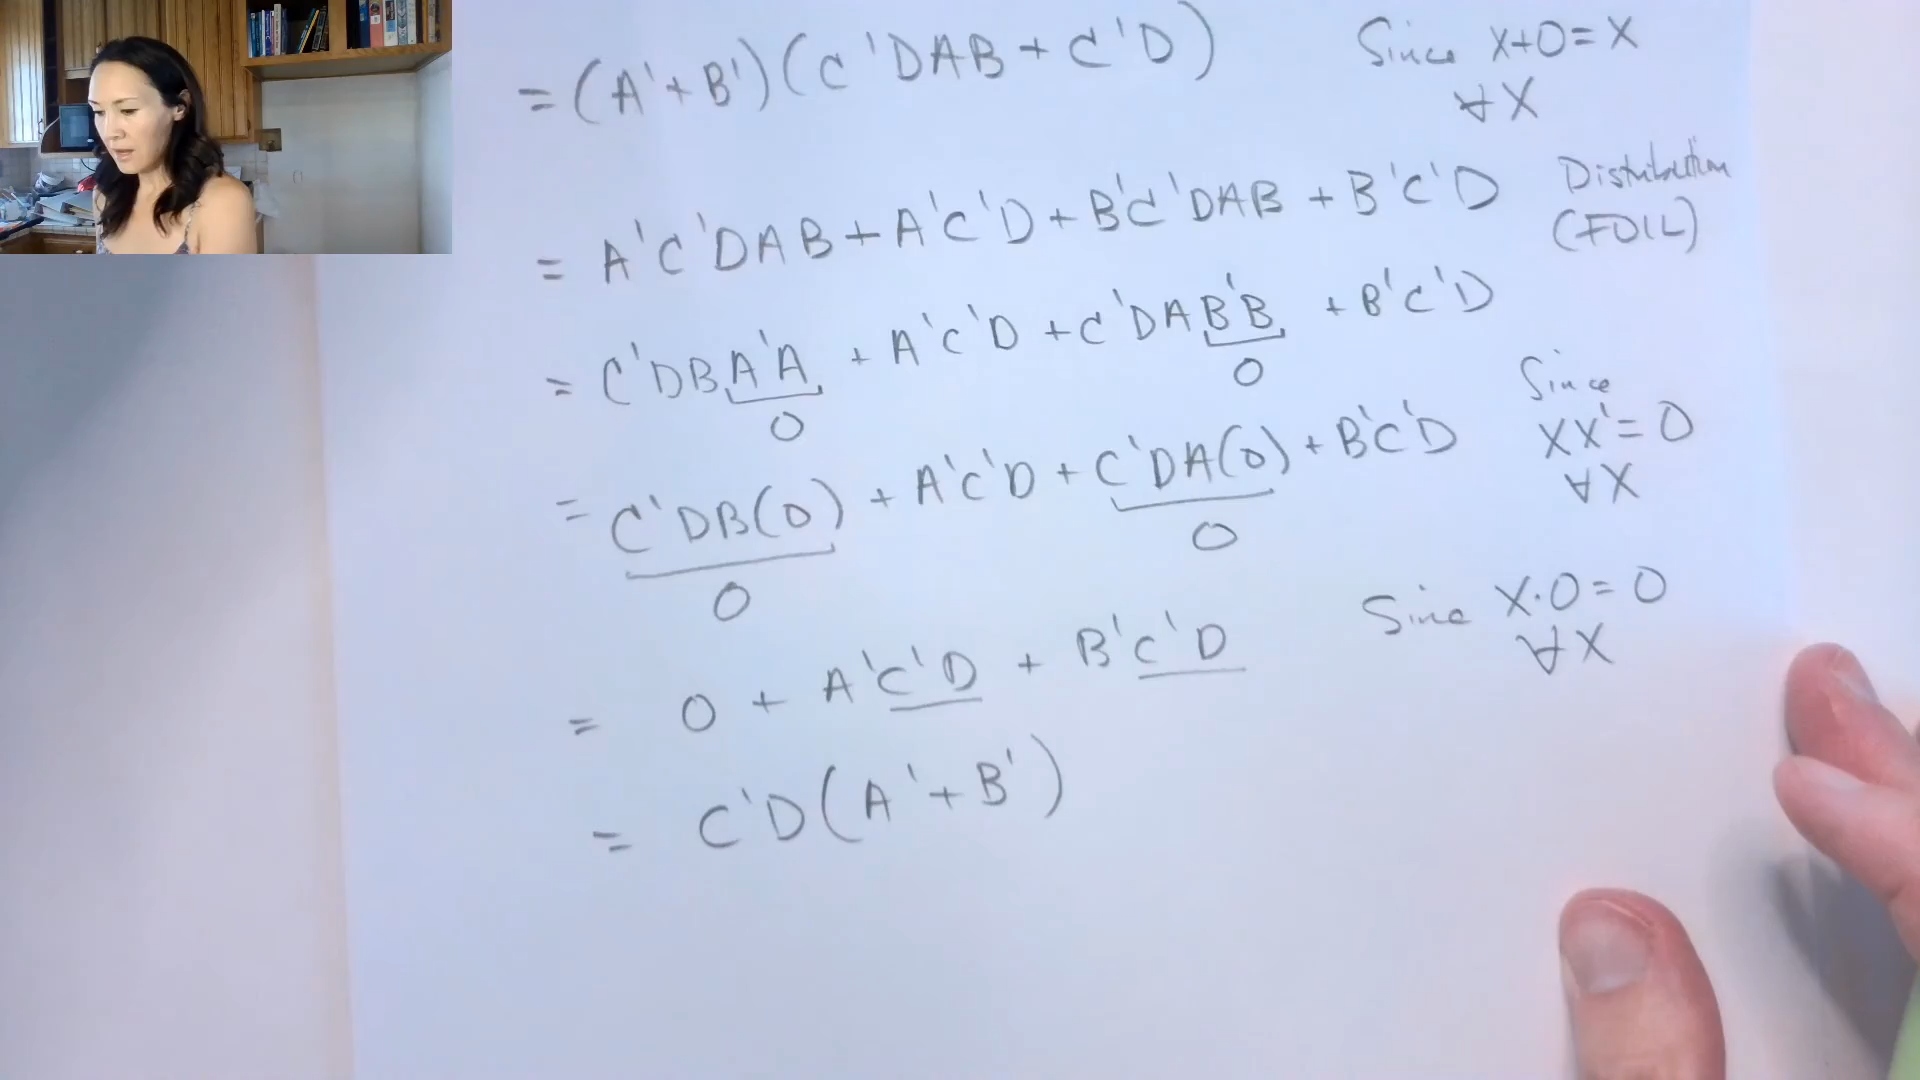 = (A'+B')(C'DAB + C'D)
Since X+0=X
∀X
= A'C'DAB + A'C'D + B'C'DAB + B'C'D
Distribution
(FOIL)
= C'DBA'A + A'C'D + C'DAB'B + B'C'D
0
0
Since
XX'=0
∀X
= C'DB(0) + A'C'D + C'DA(0) + B'C'D
0
0
Since X·0=0
∀X
= 0 + A'C'D + B'C'D
= C'D(A'+B')